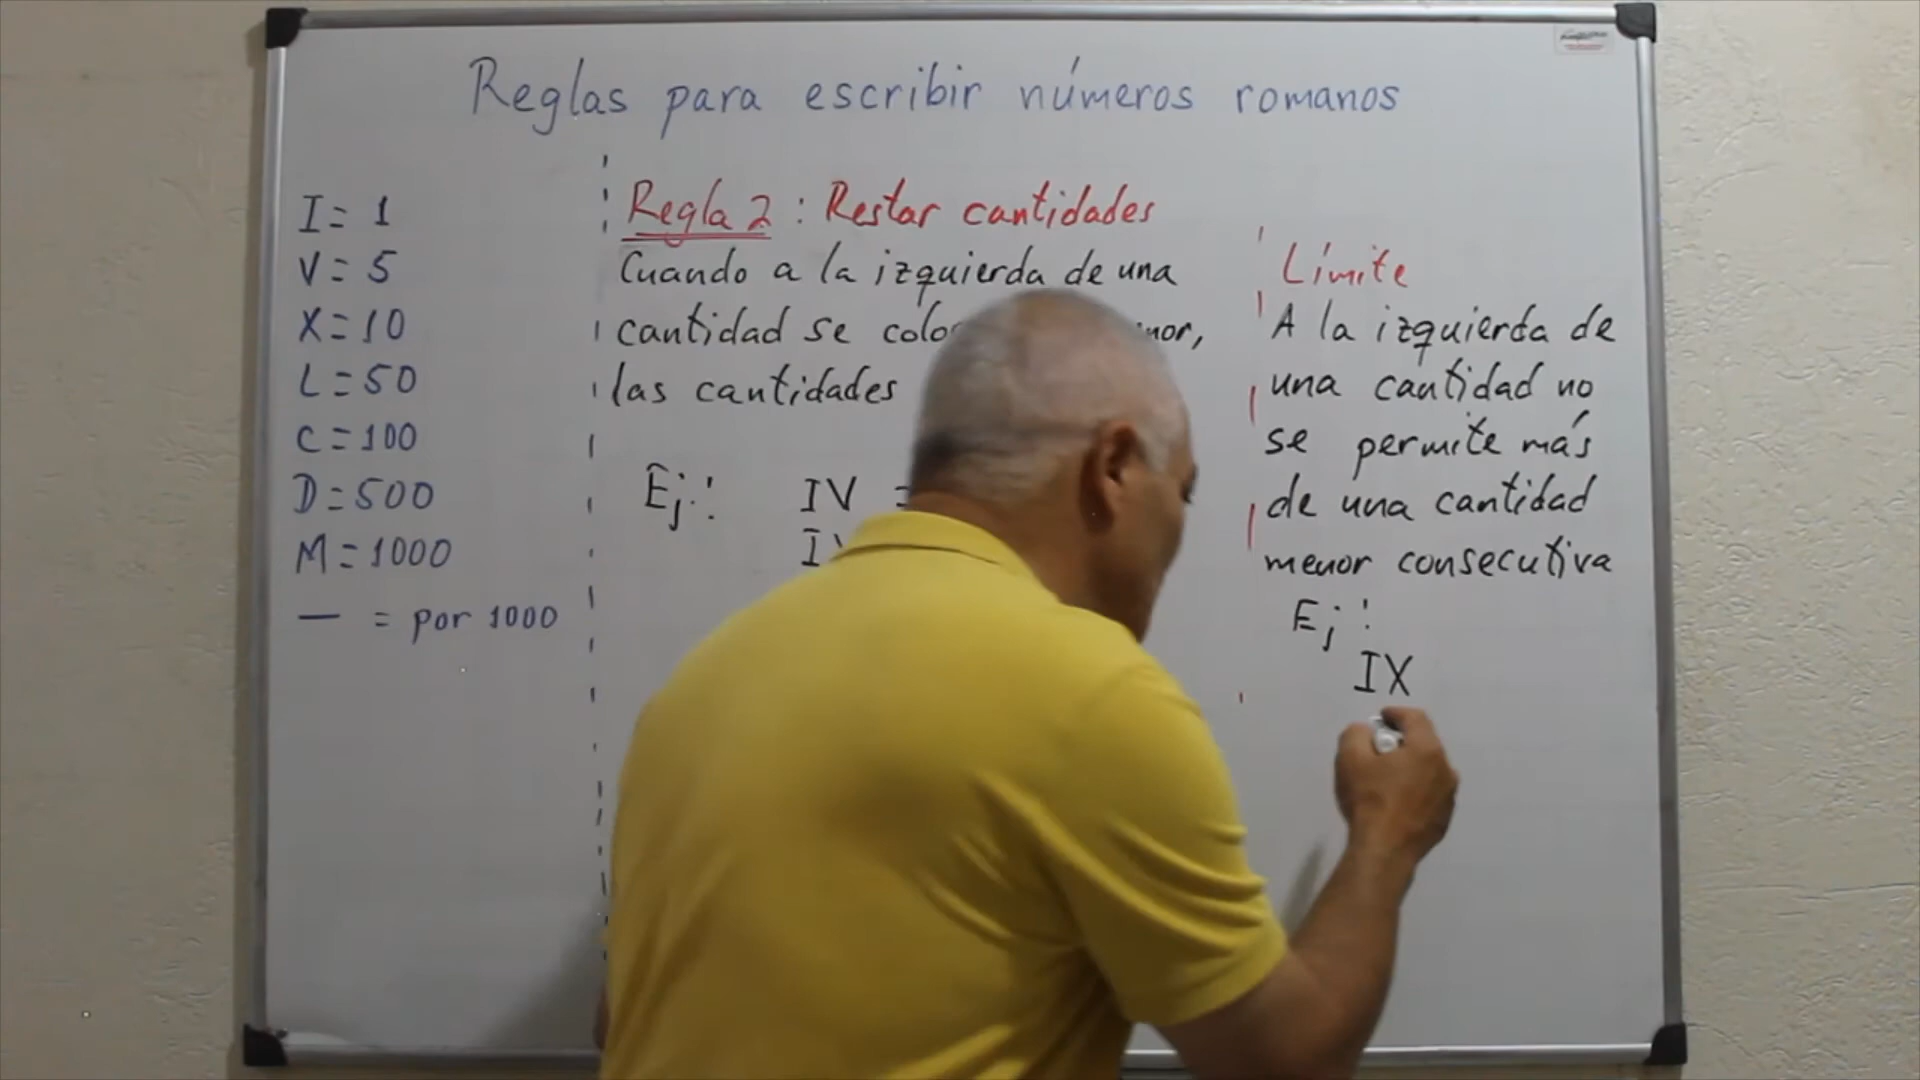 Reglas para escribir números romanos
I = 1
V = 5
X = 10
L = 50
C = 100
D = 500
M = 1000
— = por 1000
Regla 2 : Restar cantidades
Cuando a la izquierda de una
cantidad se
las cantidades
Ej: IV =
Límite
A la izquierda de
una cantidad no
se permite más
de una cantidad
menor consecutiva
Ej:
IX